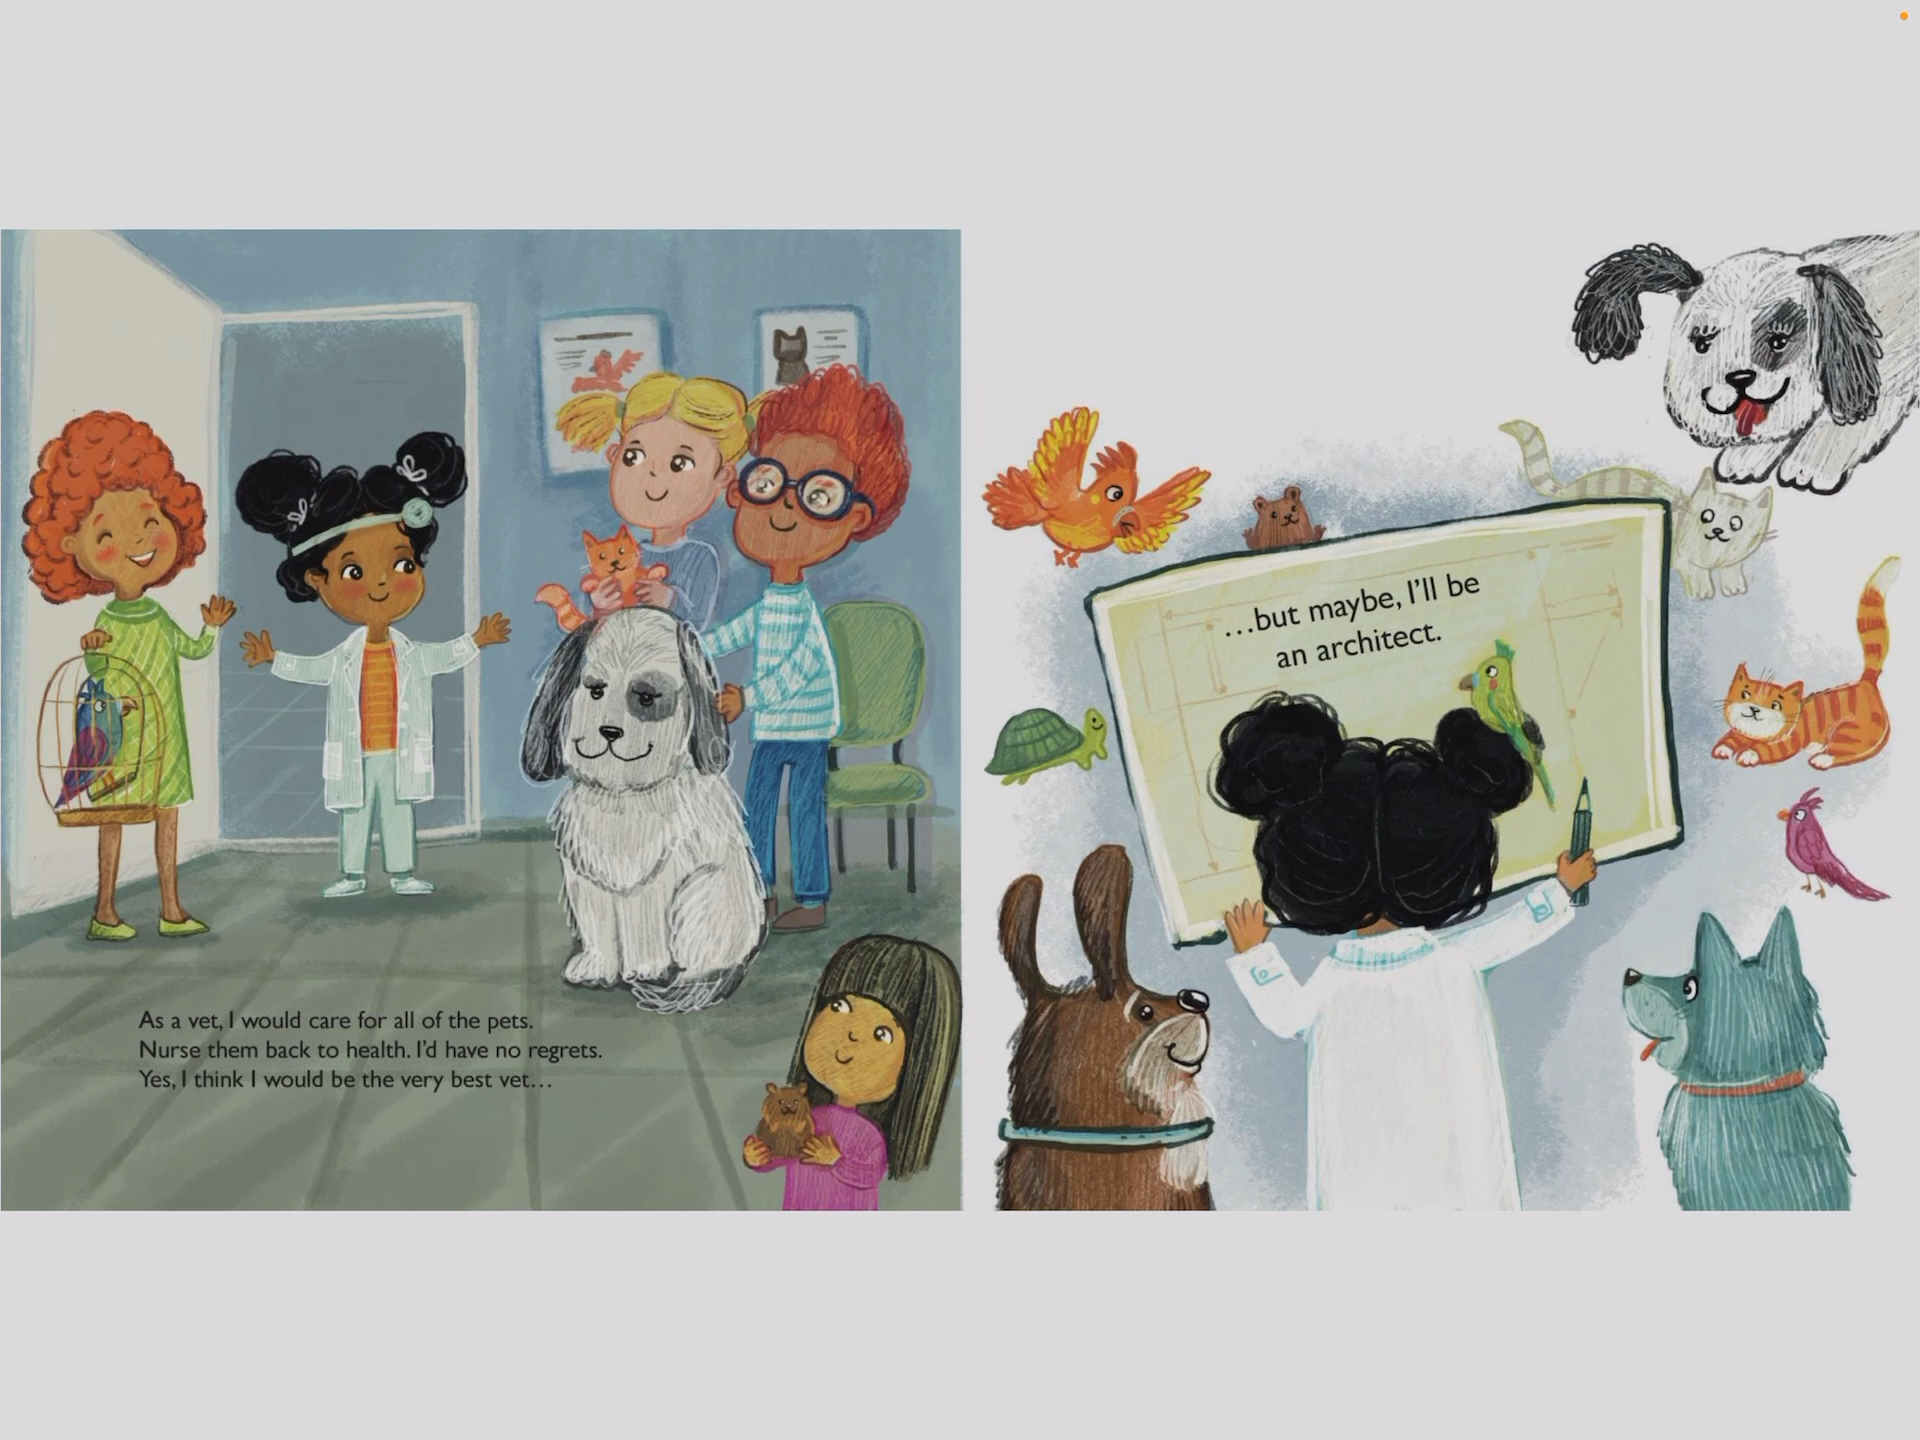 As a vet, I would care for all of the pets.
Nurse them back to health. I'd have no regrets.
Yes, I think I would be the very best vet...
...but maybe, I'll be
an architect.